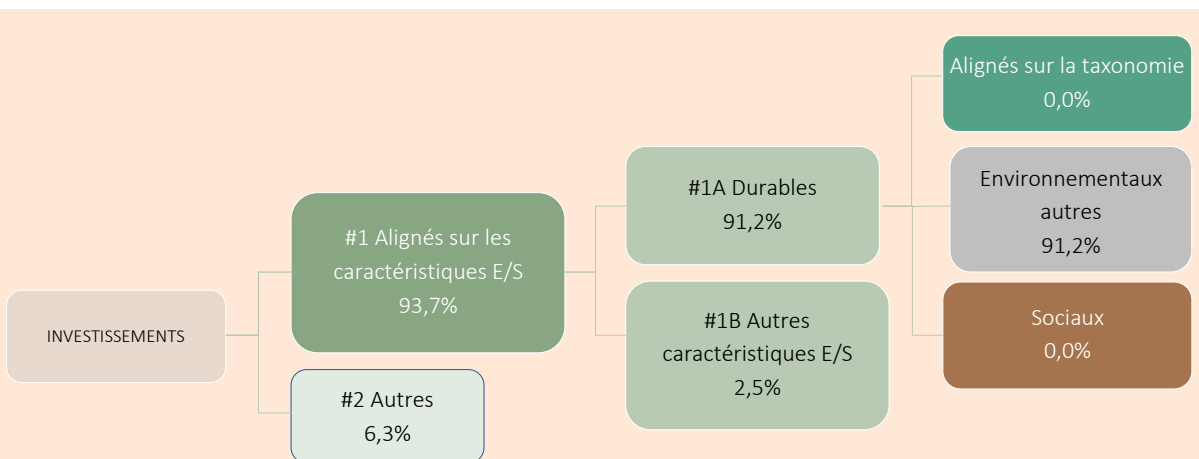 INVESTISSEMENTS
#1 Alignés sur les
caractéristiques E/S
93,7%
#2 Autres
6,3%
#1A Durables
91,2%
#1B Autres
caractéristiques E/S
2,5%
Alignés sur la taxonomie
0,0%
Environnementaux
autres
91,2%
Sociaux
0,0%